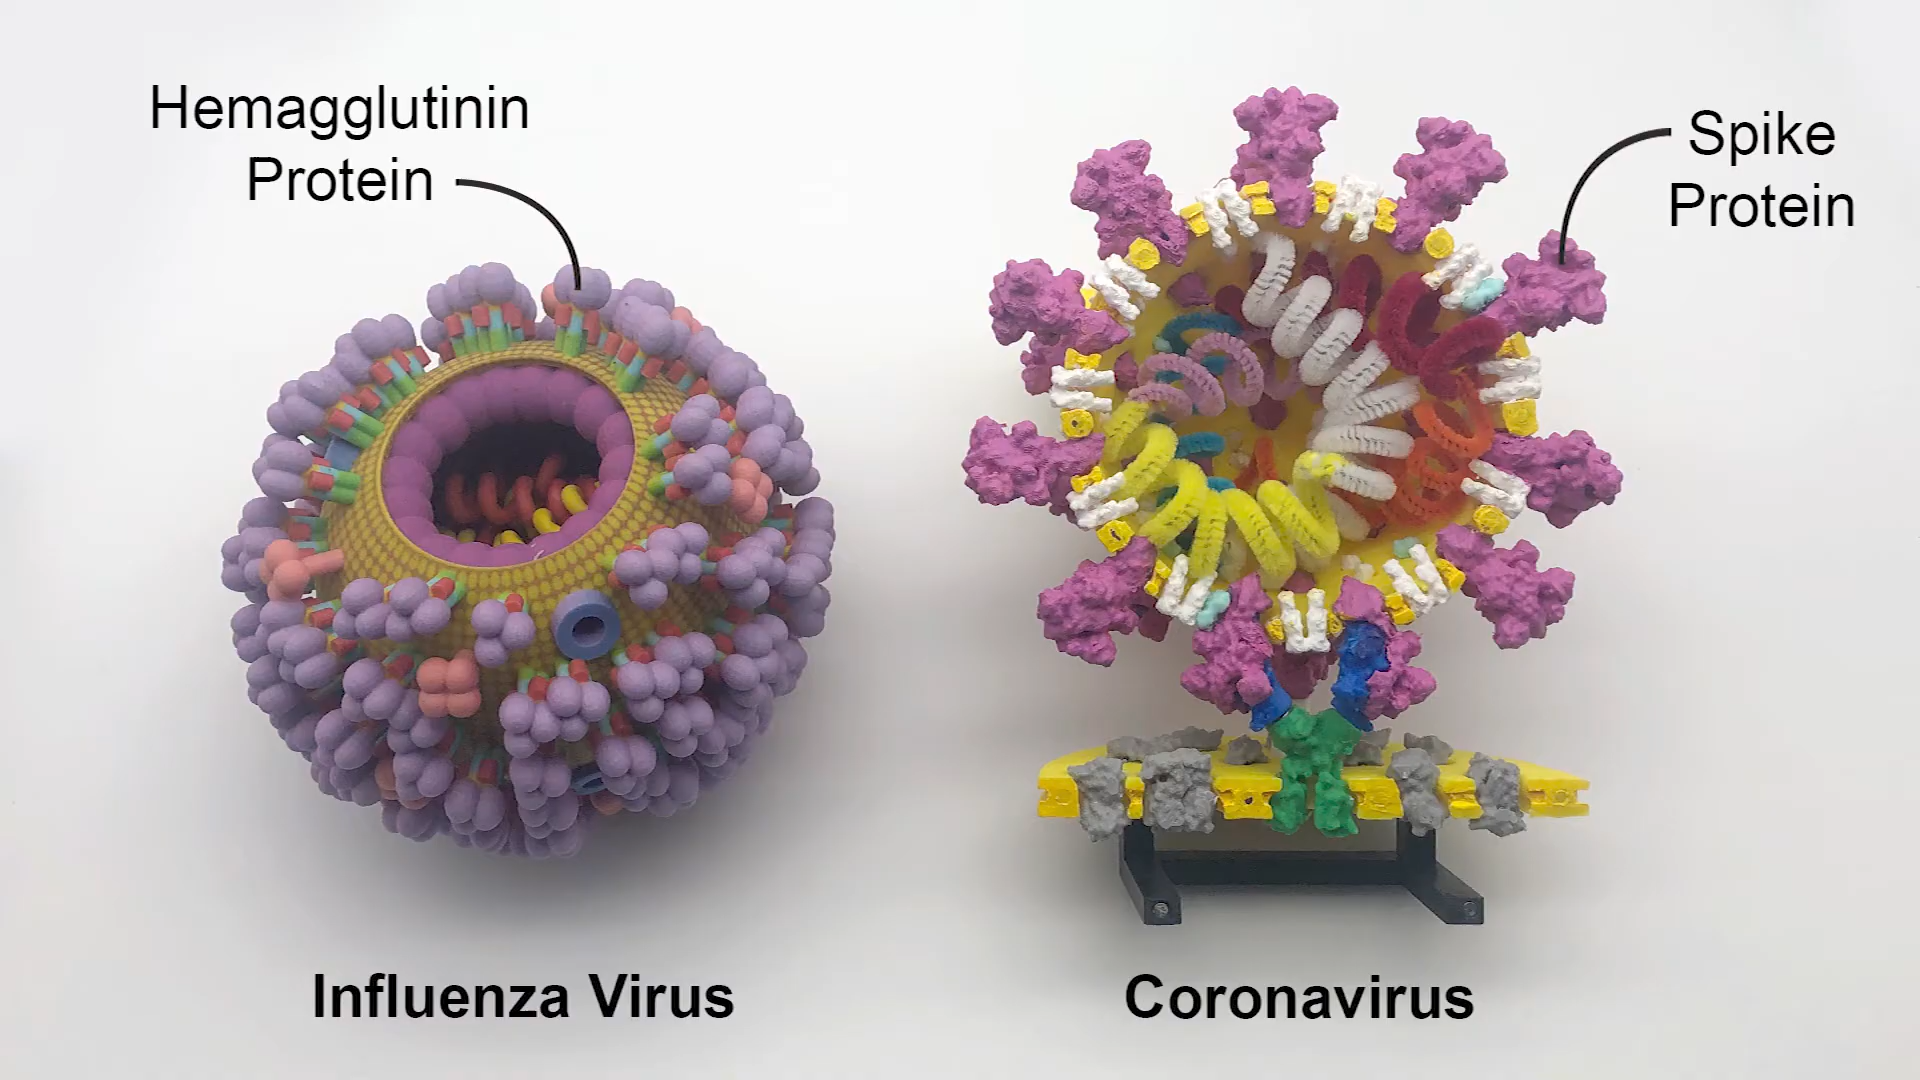 Hemagglutinin
Protein
Spike
Protein
Influenza Virus
Coronavirus